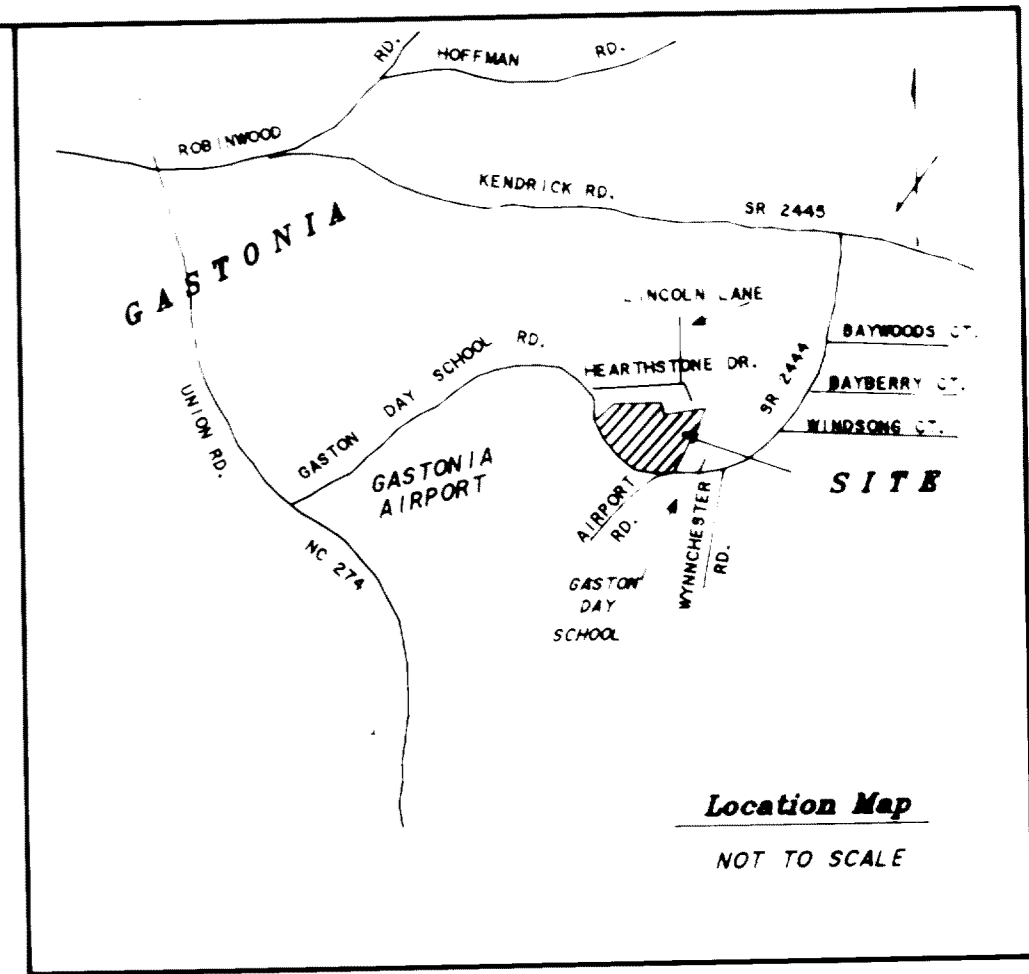 HOFFMAN RD.
RD.
ROBINWOOD
KENDRICK RD.
SR 2445
GASTONIA
LINCOLN LANE
BAYWOODS CT.
GASTON DAY SCHOOL RD.
HEARTHSTONE DR.
SR 2444
BAYBERRY CT.
UNION RD.
WINDSONG CT.
GASTONIA
AIRPORT
SITE
AIRPORT
RD.
WYNNCHESTER
RD.
NC 274
GASTON
DAY
SCHOOL
Location Map
NOT TO SCALE